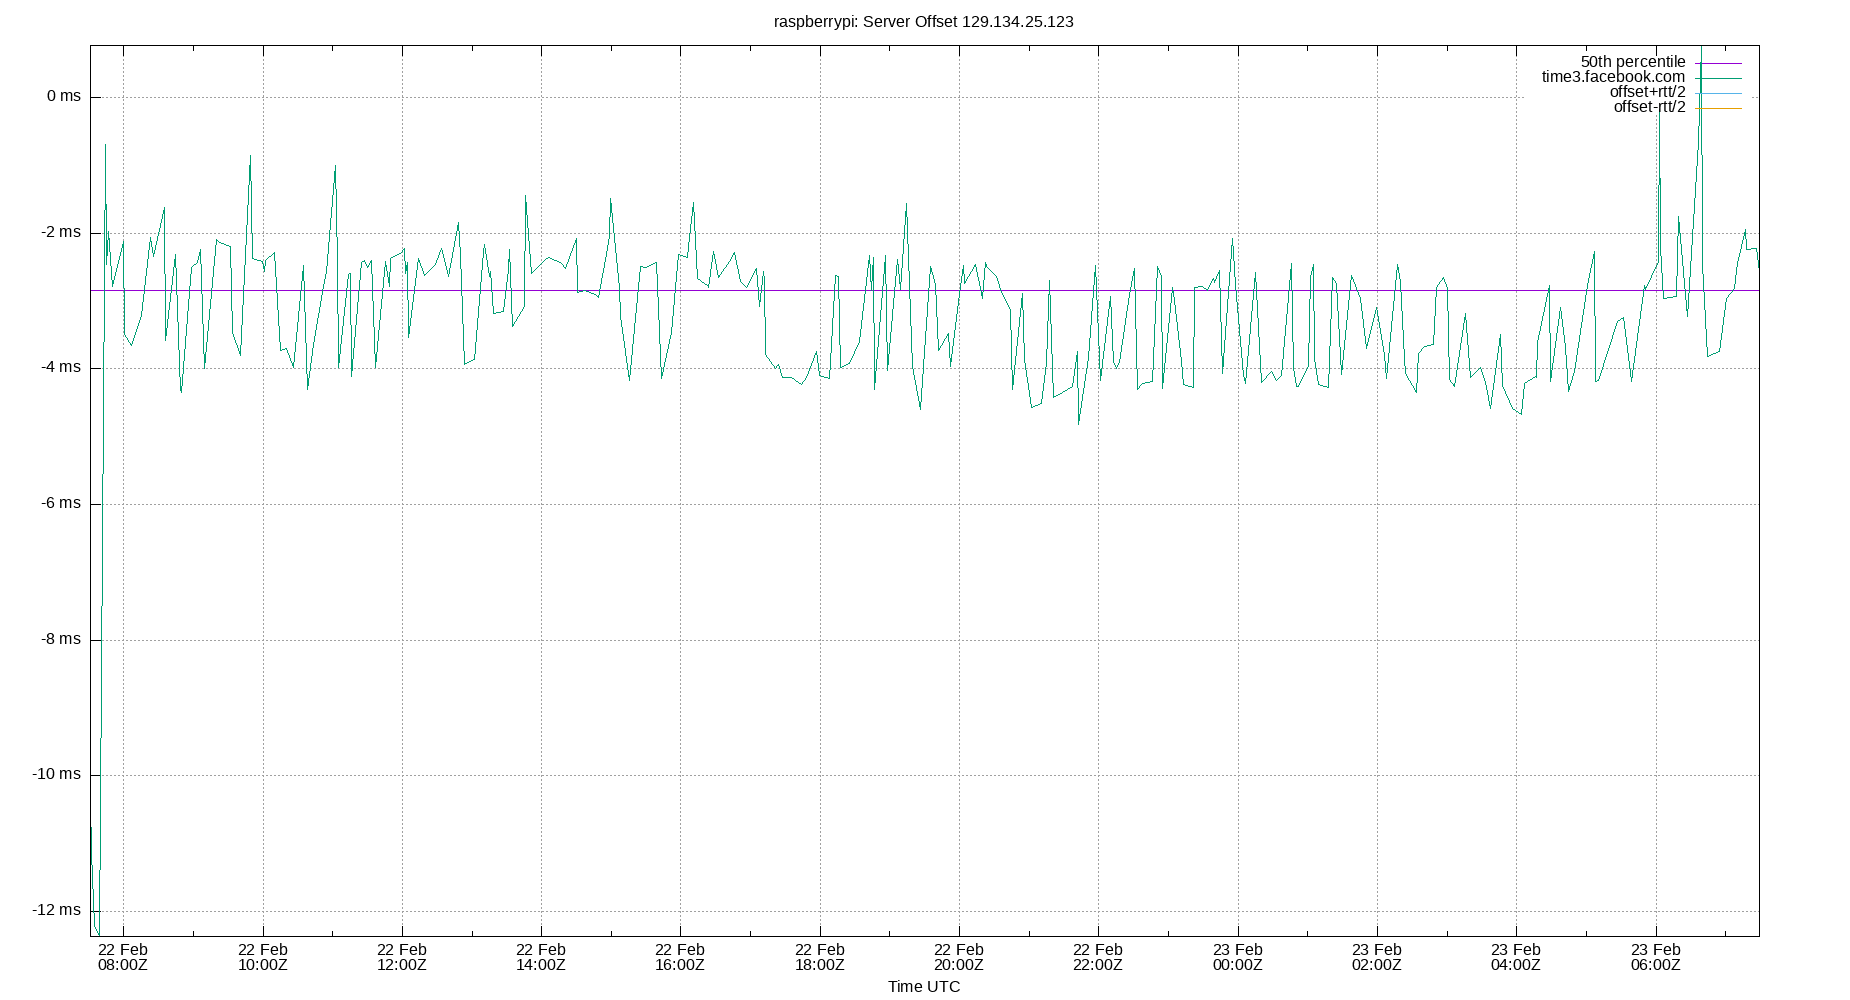 raspberrypi: Server Offset 129.134.25.123
50th percentile
time3.facebook.com
offset+rtt/2
offset-rtt/2
0 ms
-2 ms
-4 ms
-6 ms
-8 ms
-10 ms
-12 ms
22 Feb 22 Feb 22 Feb 22 Feb 22 Feb 22 Feb 22 Feb 22 Feb 23 Feb 23 Feb 23 Feb 23 Feb
08:00Z 10:00Z 12:00Z 14:00Z 16:00Z 18:00Z 20:00Z 22:00Z 00:00Z 02:00Z 04:00Z 06:00Z
Time UTC